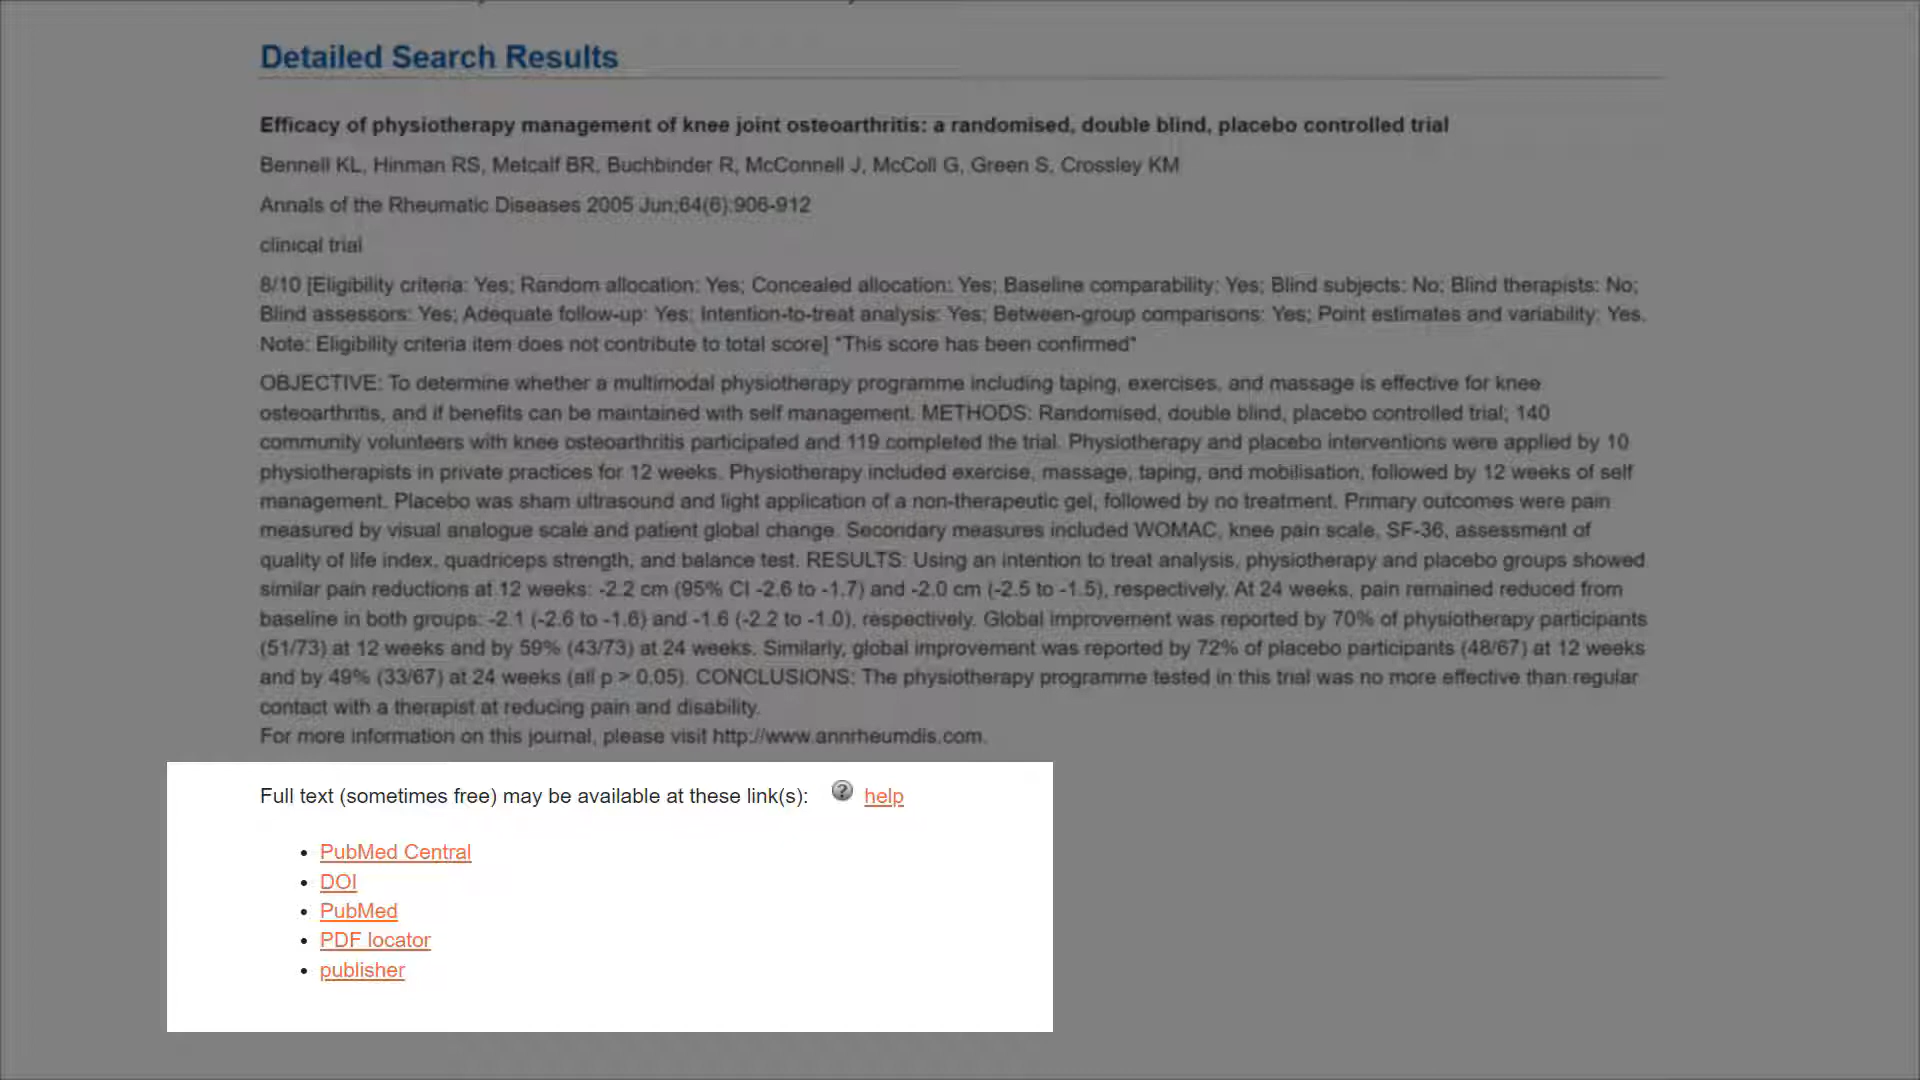 Detailed Search Results
Efficacy of physiotherapy management of knee joint osteoarthritis: a randomised, double blind, placebo controlled trial
Bennell KL, Hinman RS, Metcalf BR, Buchbinder R, McConnell J, McColl G, Green S, Crossley KM
Annals of the Rheumatic Diseases 2005 Jun;64(6):906-912
clinical trial
8/10 [Eligibility criteria: Yes; Random allocation: Yes; Concealed allocation: Yes; Baseline comparability: Yes; Blind subjects: No; Blind therapists: No;
Blind assessors: Yes; Adequate follow-up: Yes; Intention-to-treat analysis: Yes; Between-group comparisons: Yes; Point estimates and variability: Yes.
Note: Eligibility criteria item does not contribute to total score] *This score has been confirmed*
OBJECTIVE: To determine whether a multimodal physiotherapy programme including taping, exercises, and massage is effective for knee
osteoarthritis, and if benefits can be maintained with self management. METHODS: Randomised, double blind, placebo controlled trial; 140
community volunteers with knee osteoarthritis participated and 119 completed the trial. Physiotherapy and placebo interventions were applied by 10
physiotherapists in private practices for 12 weeks. Physiotherapy included exercise, massage, taping, and mobilisation, followed by 12 weeks of self
management. Placebo was sham ultrasound and light application of a non-therapeutic gel, followed by no treatment. Primary outcomes were pain
measured by visual analogue scale and patient global change. Secondary measures included WOMAC, knee pain scale, SF-36, assessment of
quality of life index, quadriceps strength, and balance test. RESULTS: Using an intention to treat analysis, physiotherapy and placebo groups showed
similar pain reductions at 12 weeks: -2.2 cm (95% CI -2.6 to -1.7) and -2.0 cm (-2.5 to -1.5), respectively. At 24 weeks, pain remained reduced from
baseline in both groups: -2.1 (-2.6 to -1.6) and -1.6 (-2.2 to -1.0), respectively. Global improvement was reported by 70% of physiotherapy participants
(51/73) at 12 weeks and by 59% (43/73) at 24 weeks. Similarly, global improvement was reported by 72% of placebo participants (48/67) at 12 weeks
and by 49% (33/67) at 24 weeks (all p > 0.05). CONCLUSIONS: The physiotherapy programme tested in this trial was no more effective than regular
contact with a therapist at reducing pain and disability.
For more information on this journal, please visit http://www.annrheumdis.com.
Full text (sometimes free) may be available at these link(s): ? help
• PubMed Central
• DOI
• PubMed
• PDF locator
• publisher